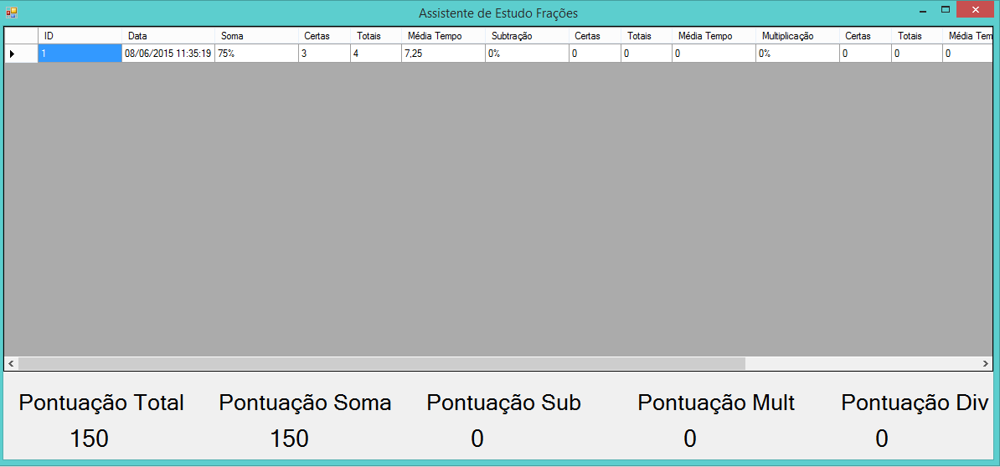 Assistente de Estudo Frações
ID Data Soma Certas Totais Média Tempo Subtração Certas Totais Média Tempo Multiplicação Certas Totais Média Tem
1 08/06/2015 11:35:19 75% 3 4 7,25 0% 0 0 0 0% 0 0 0
Pontuação Total Pontuação Soma Pontuação Sub Pontuação Mult Pontuação Div
150 150 0 0 0